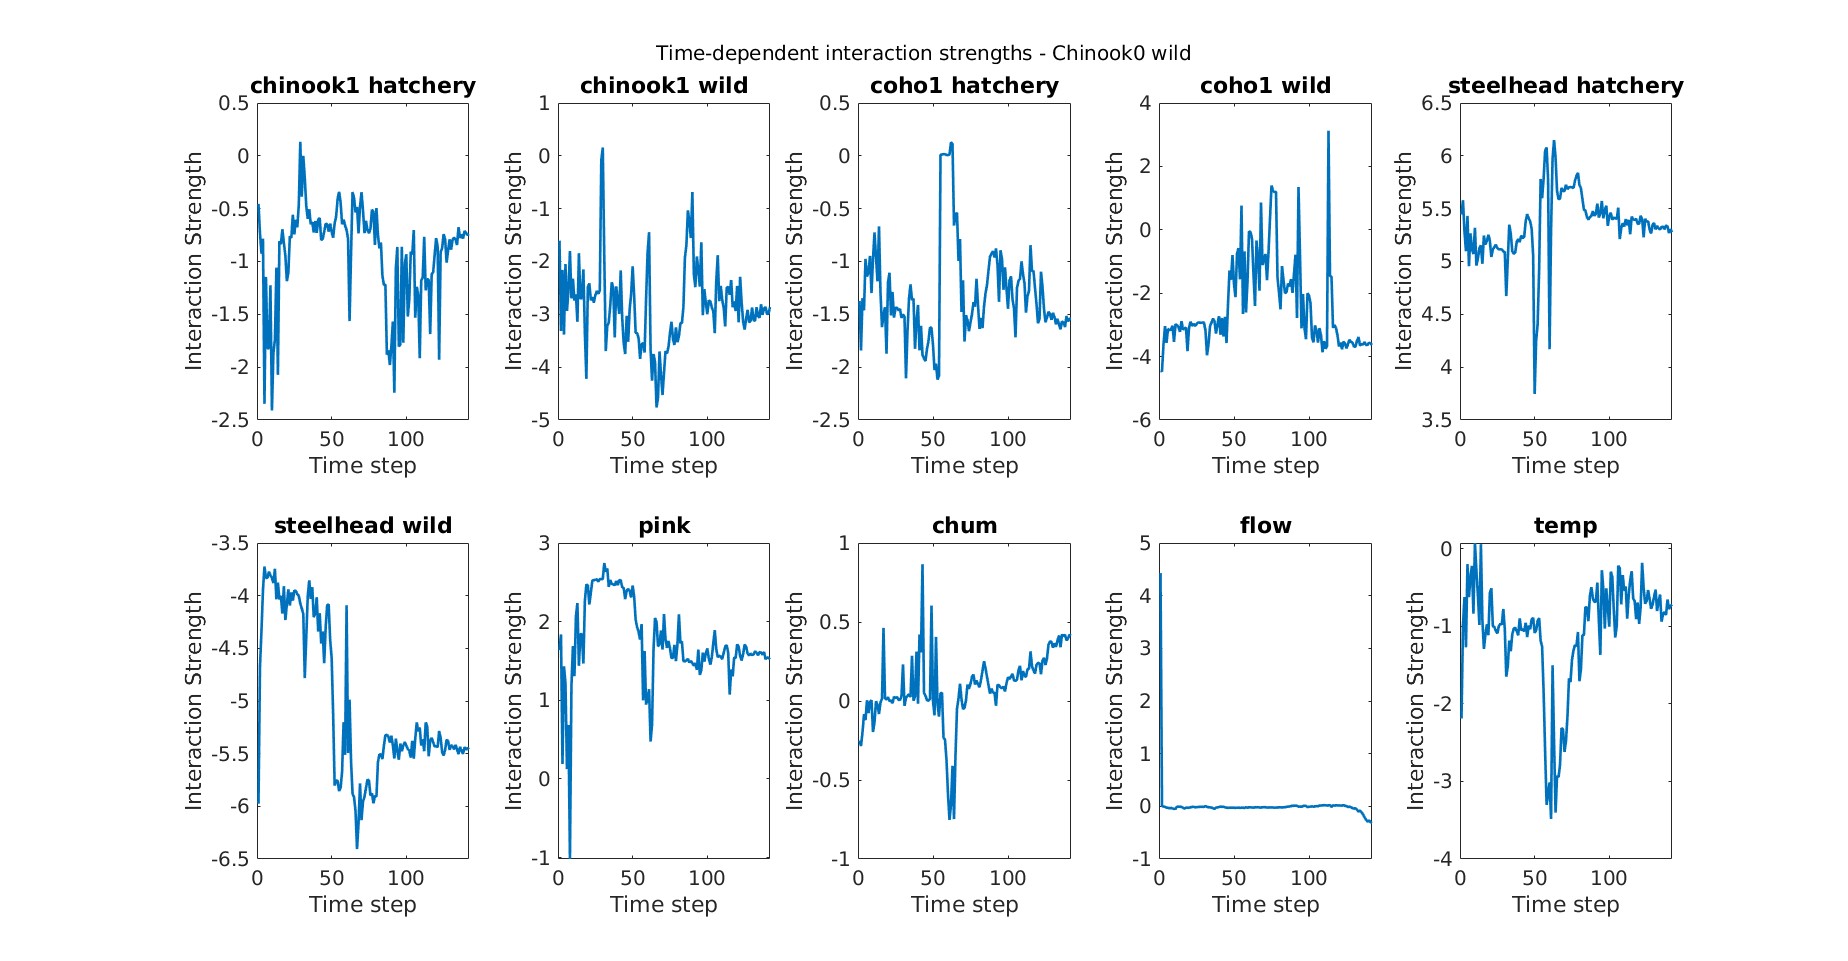 Time-dependent interaction strengths - Chinook0 wild
chinook1 hatchery
0.5
0
-0.5
-1
-1.5
-2
-2.5
0 50 100
Interaction Strength
Time step
chinook1 wild
1
0
-1
-2
-3
-4
-5
0 50 100
Interaction Strength
Time step
coho1 hatchery
0.5
0
-0.5
-1
-1.5
-2
-2.5
0 50 100
Interaction Strength
Time step
coho1 wild
4
2
0
-2
-4
-6
0 50 100
Interaction Strength
Time step
steelhead hatchery
6.5
6
5.5
5
4.5
4
3.5
0 50 100
Interaction Strength
Time step
steelhead wild
-3.5
-4
-4.5
-5
-5.5
-6
-6.5
0 50 100
Interaction Strength
Time step
pink
3
2
1
0
-1
0 50 100
Interaction Strength
Time step
chum
1
0.5
0
-0.5
-1
0 50 100
Interaction Strength
Time step
flow
5
4
3
2
1
0
-1
0 50 100
Interaction Strength
Time step
temp
0
-1
-2
-3
-4
0 50 100
Interaction Strength
Time step